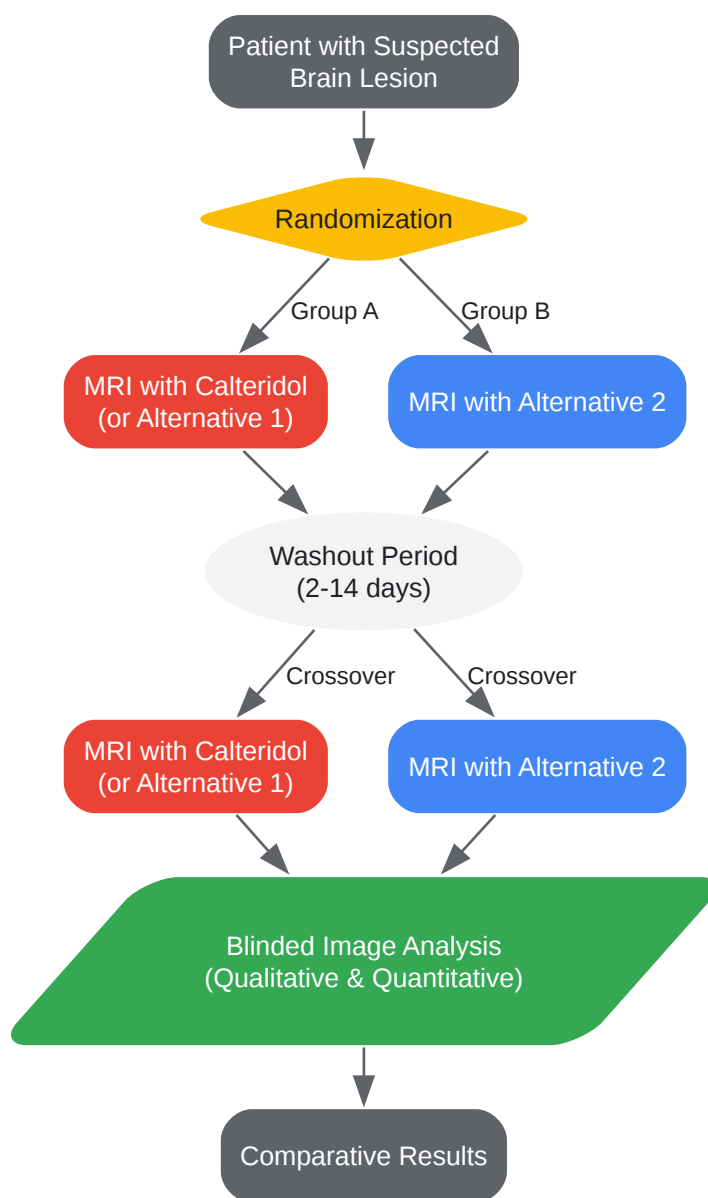 Patient with Suspected
Brain Lesion
Randomization
Group A
Group B
MRI with Calteridol
(or Alternative 1)
MRI with Alternative 2
Washout Period
(2-14 days)
Crossover
Crossover
MRI with Calteridol
(or Alternative 1)
MRI with Alternative 2
Blinded Image Analysis
(Qualitative & Quantitative)
Comparative Results